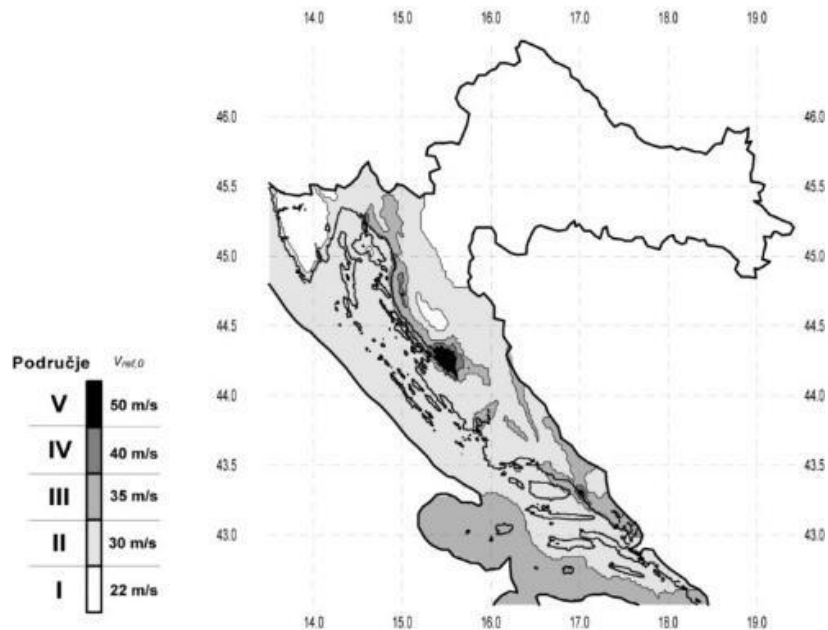 14.0 15.0 16.0 17.0 18.0 19.0
46.0 46.0
45.5 45.5
45.0 45.0
44.5 44.5
Područje Vref,0
44.0 44.0
V 50 m/s
IV 40 m/s
43.5 43.5
III 35 m/s
43.0 43.0
II 30 m/s
I 22 m/s
14.0 15.0 16.0 17.0 18.0 19.0